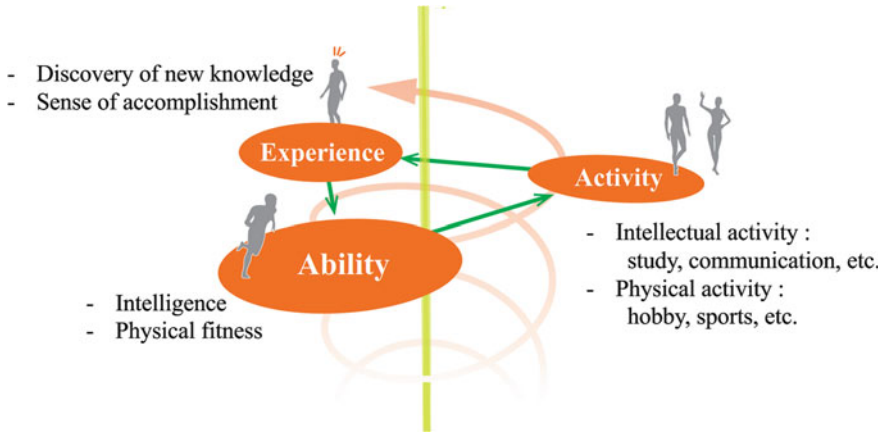 - Discovery of new knowledge
- Sense of accomplishment
Experience
Activity
Ability
- Intellectual activity :
study, communication, etc.
- Physical activity :
hobby, sports, etc.
- Intelligence
- Physical fitness